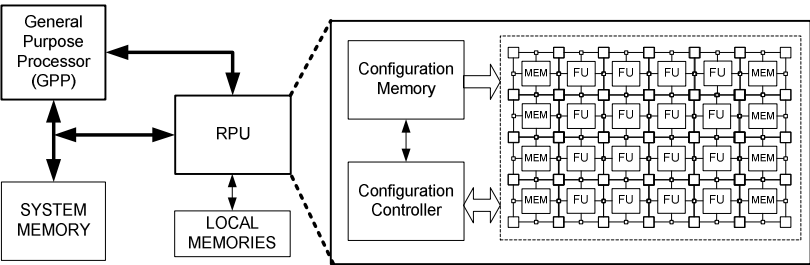 General
Purpose
Processor
(GPP)
RPU
SYSTEM
MEMORY
LOCAL
MEMORIES
Configuration
Memory
Configuration
Controller
MEM FU FU FU FU MEM
MEM FU FU FU FU MEM
MEM FU FU FU FU MEM
MEM FU FU FU FU MEM